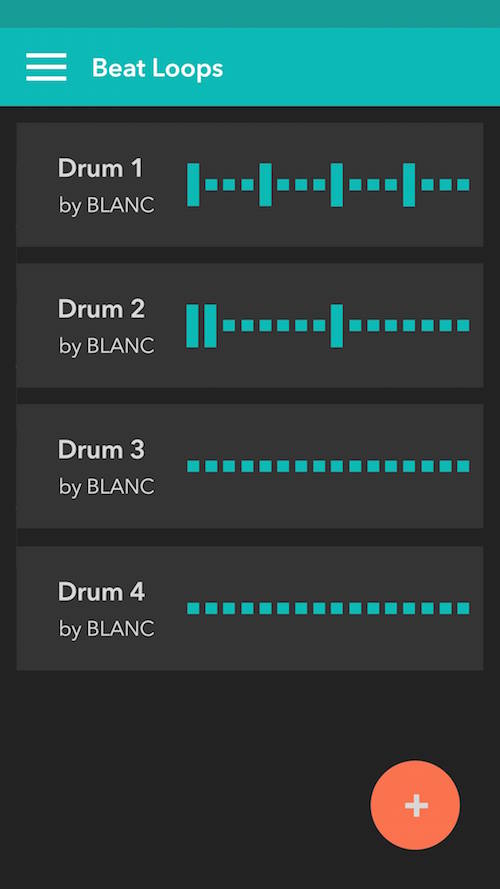 Beat Loops
Drum 1
by BLANC
Drum 2
by BLANC
Drum 3
by BLANC
Drum 4
by BLANC
+